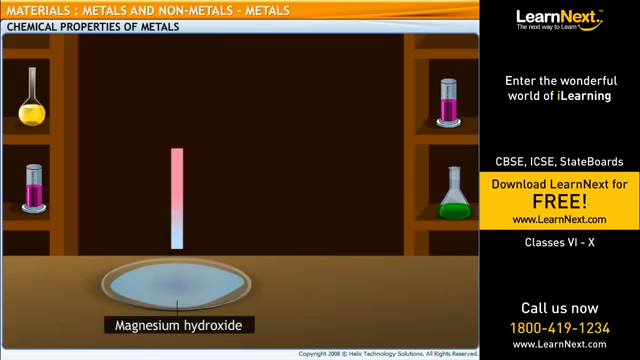 MATERIALS : METALS AND NON-METALS - METALS
CHEMICAL PROPERTIES OF METALS
Magnesium hydroxide
Copyright 2008 © Helix Technology Solutions. All Rights Reserved.
LearnNext™
The next way to Learn
Enter the wonderful
world of iLearning
CBSE, ICSE, StateBoards
Download LearnNext for
FREE!
www.LearnNext.com
Classes VI - X
Call us now
1800-419-1234
www.LearnNext.com